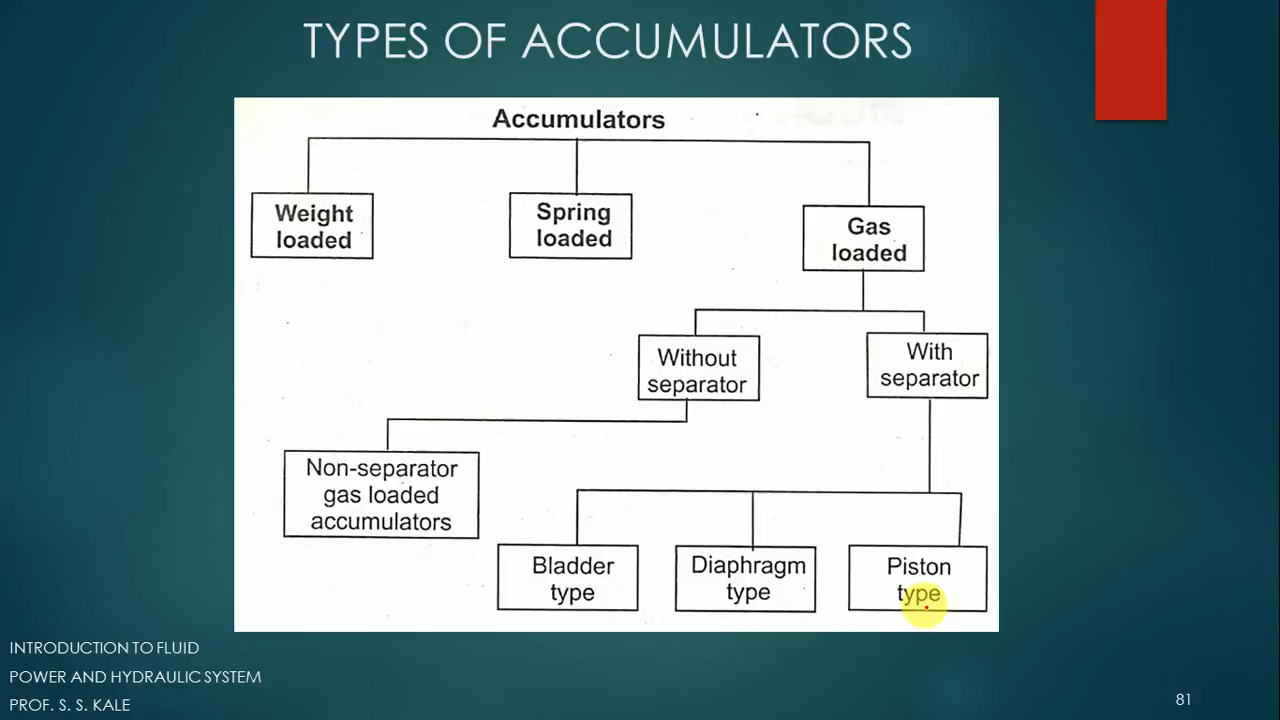 TYPES OF ACCUMULATORS
Accumulators
Weight
loaded
Spring
loaded
Gas
loaded
Without
separator
With
separator
Non-separator
gas loaded
accumulators
Bladder
type
Diaphragm
type
Piston
type
INTRODUCTION TO FLUID
POWER AND HYDRAULIC SYSTEM
PROF. S. S. KALE
81